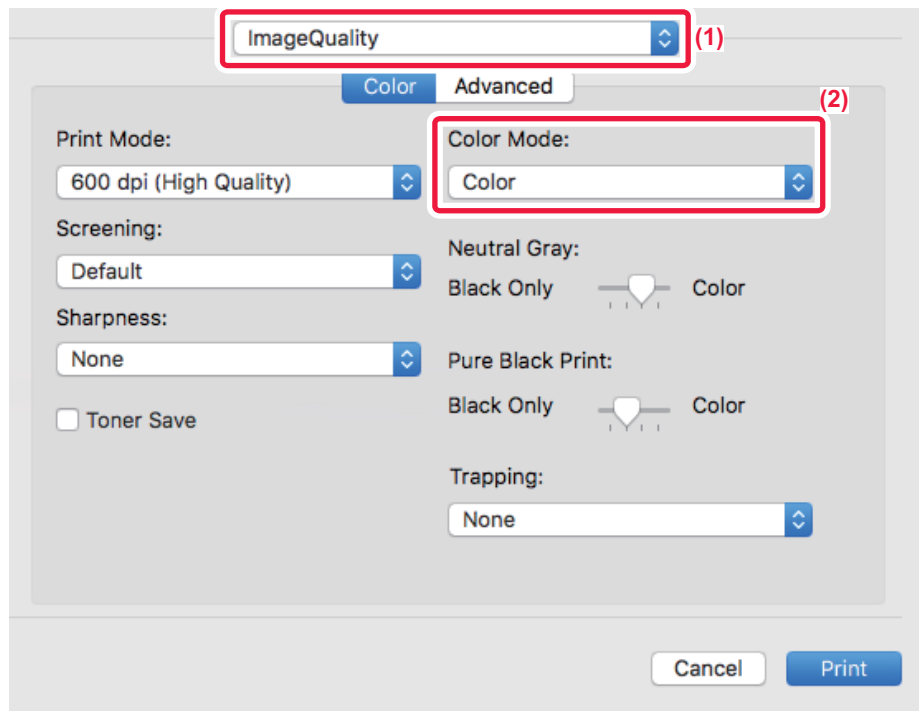 ImageQuality
(1)
Color
Advanced
(2)
Print Mode:
600 dpi (High Quality)
Screening:
Default
Sharpness:
None
Toner Save
Color Mode:
Color
Neutral Gray:
Black Only Color
Pure Black Print:
Black Only Color
Trapping:
None
Cancel
Print